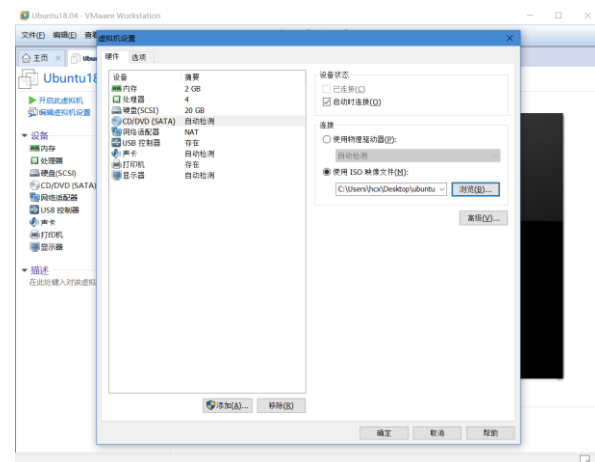 Ubuntu18.04 - VMware Workstation
文件(F) 编辑(E) 查看
主页
Ubuntu18
开启此虚拟机
编辑虚拟机设置
设备
内存
处理器
硬盘(SCSI)
CD/DVD (SATA)
网络适配器
USB 控制器
声卡
打印机
显示器
描述
在此处键入对该虚拟
虚拟机设置
硬件 选项
设备 摘要
内存 2 GB
处理器 4
硬盘(SCSI) 20 GB
CD/DVD (SATA) 自动检测
网络适配器 NAT
USB 控制器 存在
声卡 自动检测
打印机 存在
显示器 自动检测
添加(A)... 移除(R)
设备状态
已连接(C)
启动时连接(O)
连接
使用物理驱动器(P):
自动检测
使用 ISO 映像文件(M):
C:\Users\hcx\Desktop\ubuntu 浏览(B)...
高级(V)...
确定 取消 帮助